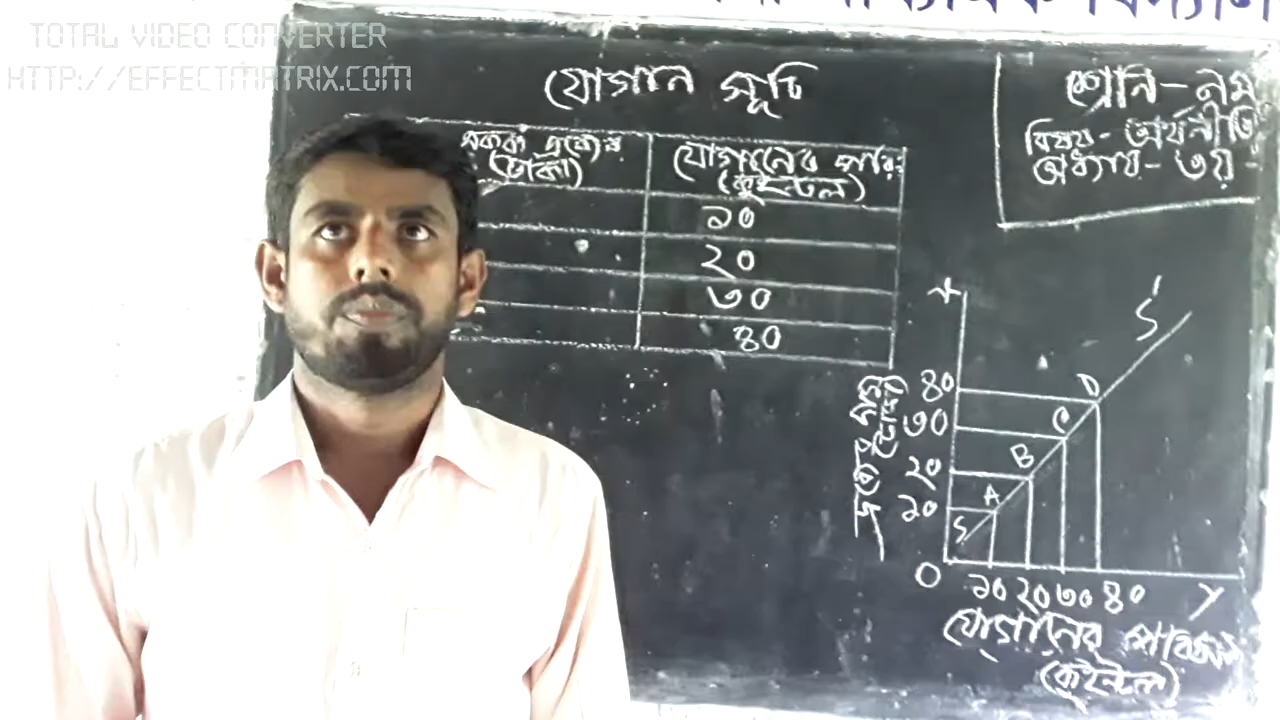 TOTAL VIDEO CONVERTER
HTTP://EFFECTMATRIX.COM
যোগান সূচি
শ্রেনি-নবম
বিষয়- অর্থনীতি
অধ্যায়- ৩য়-
একক দ্রব্যের
(টাকা)
যোগানের পরি:
(কুইন্টাল)
১০
২০
৩০
৪০
X
S'
৪০
৩০
২০
১০
D
C
B
A
S
দ্রব্যের দাম
(টাকা)
O
১০ ২০ ৩০ ৪০
Y
যোগানের পরিমাণ
(কুইন্টাল)